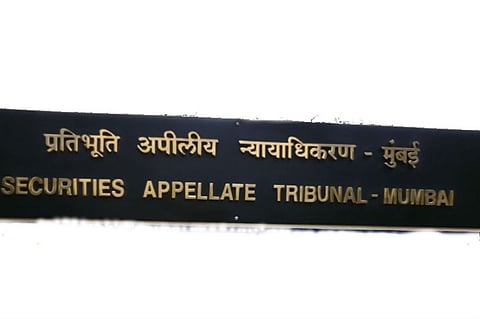 प्रतिभूति अपीलीय न्यायाधिकरण - मुंबई
SECURITIES APPELLATE TRIBUNAL - MUMBAI